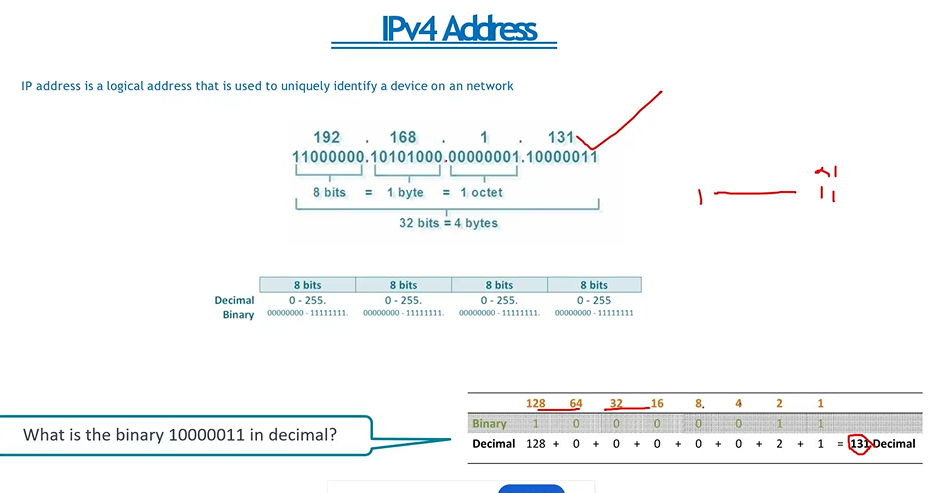 IPv4 Address
IP address is a logical address that is used to uniquely identify a device on an network
192 . 168 . 1 . 131
11000000.10101000.00000001.10000011
8 bits = 1 byte = 1 octet
32 bits = 4 bytes
8 bits 8 bits 8 bits 8 bits
Decimal 0 - 255. 0 - 255. 0 - 255. 0 - 255
Binary 00000000 - 11111111. 00000000 - 11111111. 00000000 - 11111111. 00000000 - 11111111
128 64 32 16 8 4 2 1
Binary 1 0 0 0 0 0 1 1
What is the binary 10000011 in decimal?
Decimal 128 + 0 + 0 + 0 + 0 + 0 + 2 + 1 = 131 Decimal